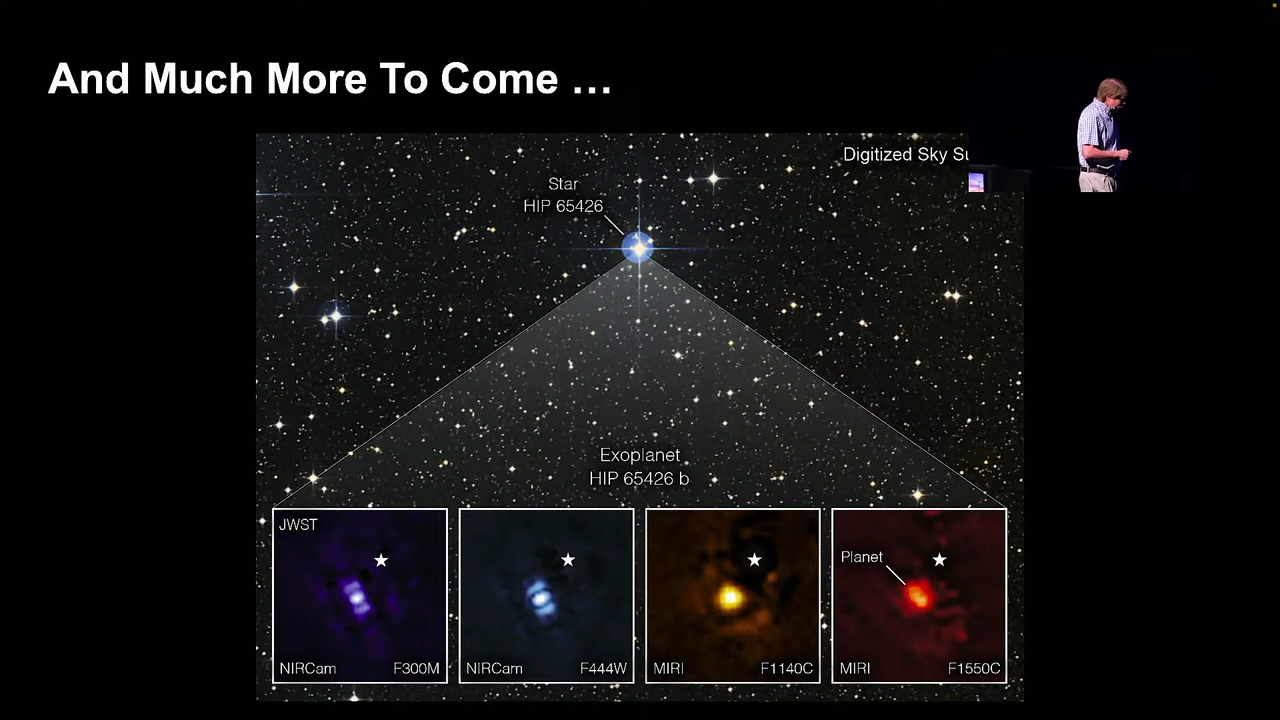 And Much More To Come …
Digitized Sky
Star
HIP 65426
Exoplanet
HIP 65426 b
JWST
NIRCam F300M
NIRCam F444W
MIRI F1140C
Planet
MIRI F1550C